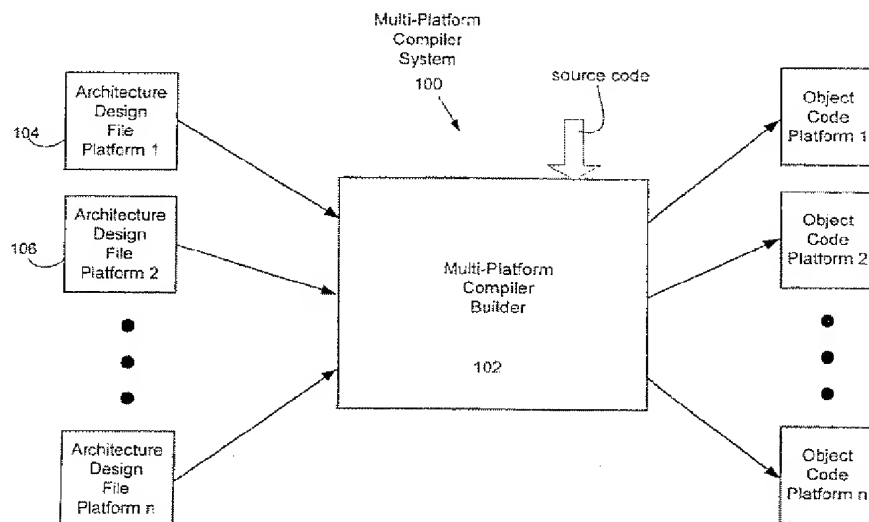 Multi-Platform
Compiler
System
100
source code
Architecture
Design
File
Platform 1
104
Object
Code
Platform 1
Architecture
Design
File
Platform 2
106
Multi-Platform
Compiler
Builder
102
Object
Code
Platform 2
Architecture
Design
File
Platform n
Object
Code
Platform n